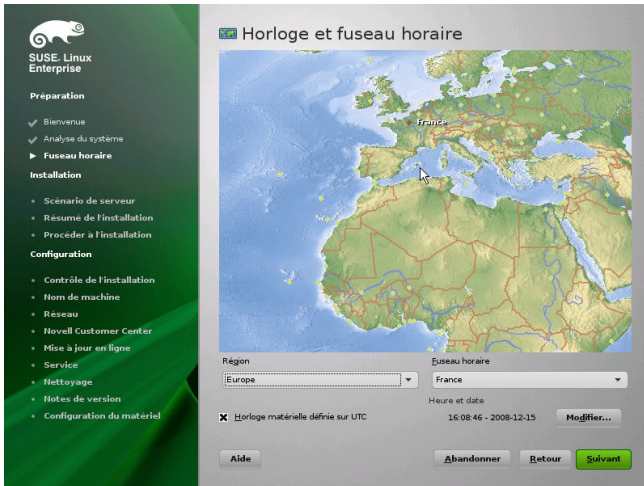 SUSE. Linux
Enterprise
Préparation
Bienvenue
Analyse du système
Fuseau horaire
Installation
Scénario de serveur
Résumé de l'installation
Procéder à l'installation
Configuration
Contrôle de l'installation
Nom de machine
Réseau
Novell Customer Center
Mise à jour en ligne
Service
Nettoyage
Notes de version
Configuration du matériel
Horloge et fuseau horaire
France
Région
Fuseau horaire
Europe
France
Heure et date
Horloge matérielle définie sur UTC
16:08:46 - 2008-12-15
Modifier...
Aide
Abandonner
Retour
Suivant